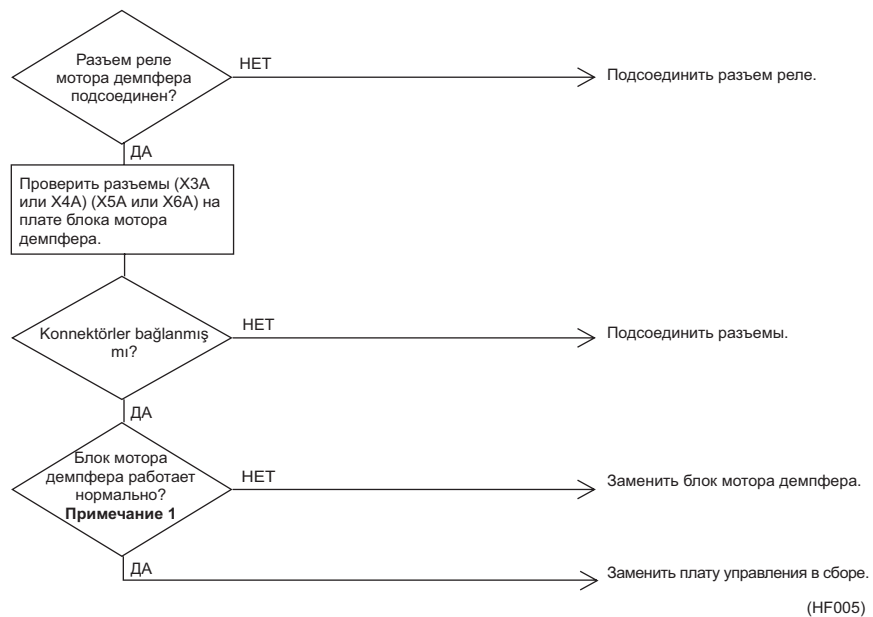 Разъем реле
мотора демпфера
подсоединен?
НЕТ
Подсоединить разъем реле.
ДА
Проверить разъемы (X3A
или X4A) (X5A или X6A) на
плате блока мотора
демпфера.
Konnektörler bağlanmış
mı?
НЕТ
Подсоединить разъемы.
ДА
Блок мотора
демпфера работает
нормально?
Примечание 1
НЕТ
Заменить блок мотора демпфера.
ДА
Заменить плату управления в сборе.
(HF005)